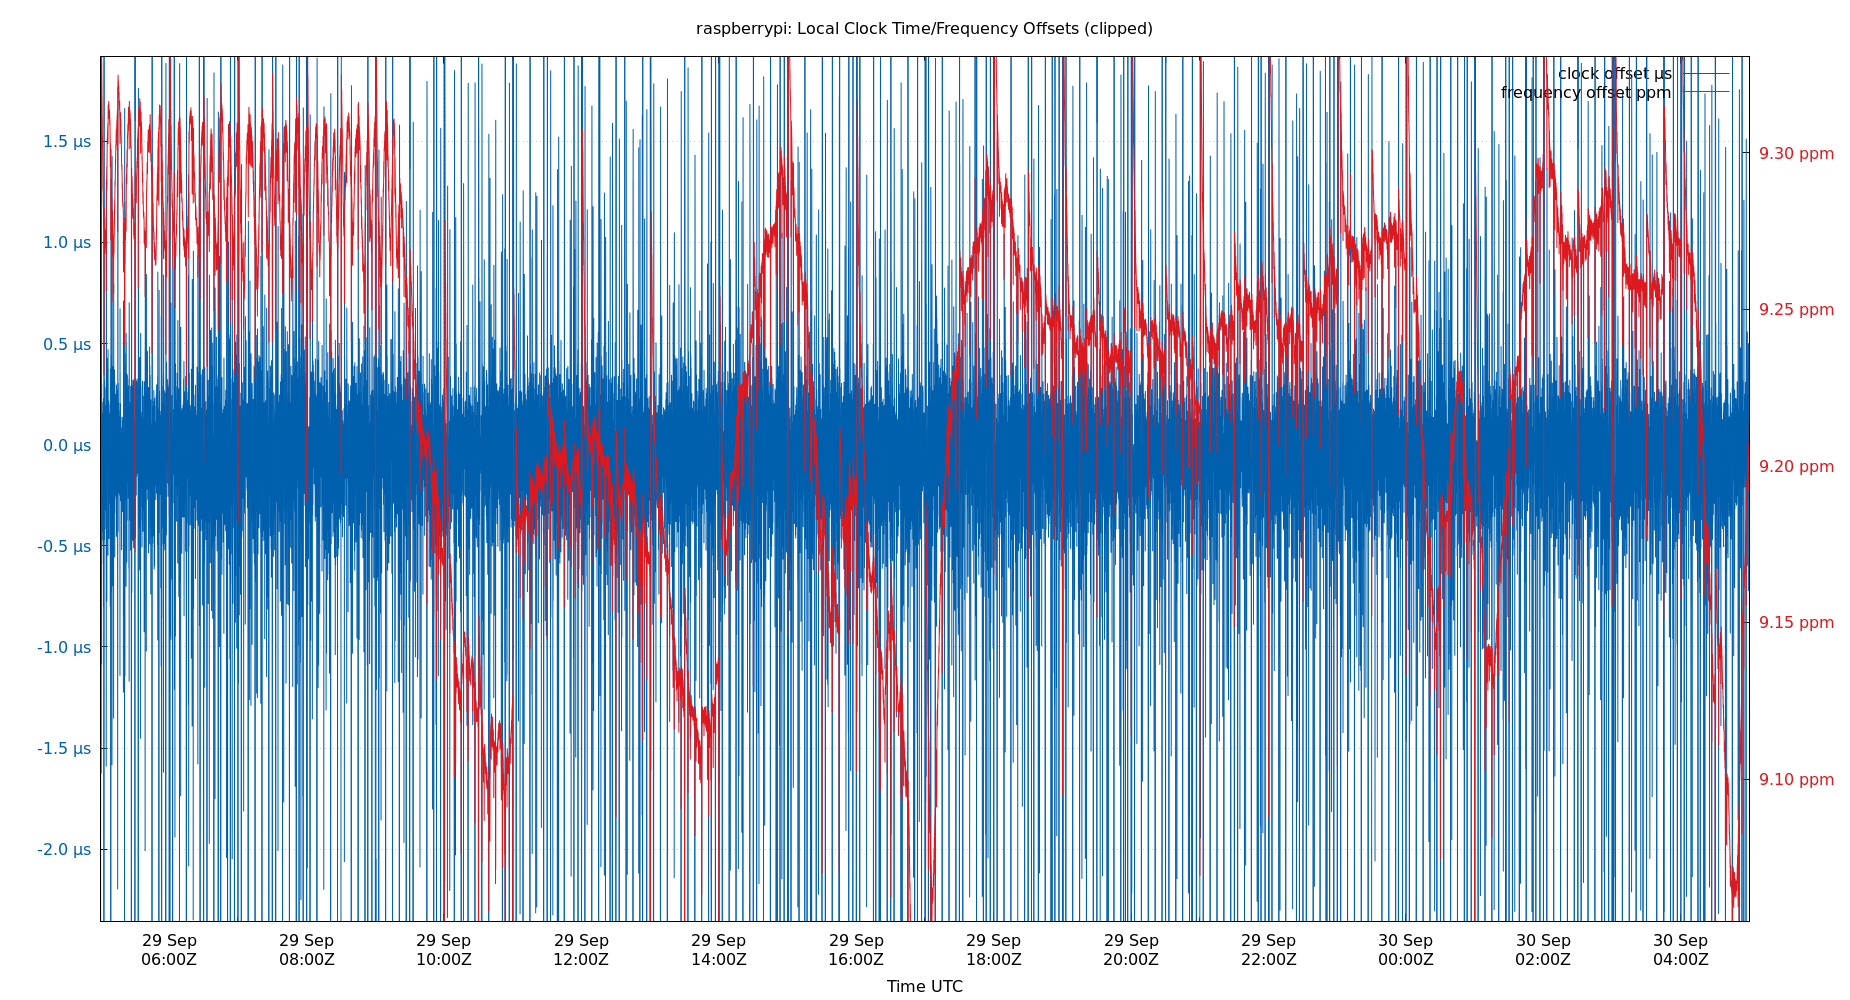 raspberrypi: Local Clock Time/Frequency Offsets (clipped)
clock offset µs
frequency offset ppm
1.5 µs
1.0 µs
0.5 µs
0.0 µs
-0.5 µs
-1.0 µs
-1.5 µs
-2.0 µs
9.30 ppm
9.25 ppm
9.20 ppm
9.15 ppm
9.10 ppm
29 Sep 29 Sep 29 Sep 29 Sep 29 Sep 29 Sep 29 Sep 29 Sep 29 Sep 30 Sep 30 Sep 30 Sep
06:00Z 08:00Z 10:00Z 12:00Z 14:00Z 16:00Z 18:00Z 20:00Z 22:00Z 00:00Z 02:00Z 04:00Z
Time UTC